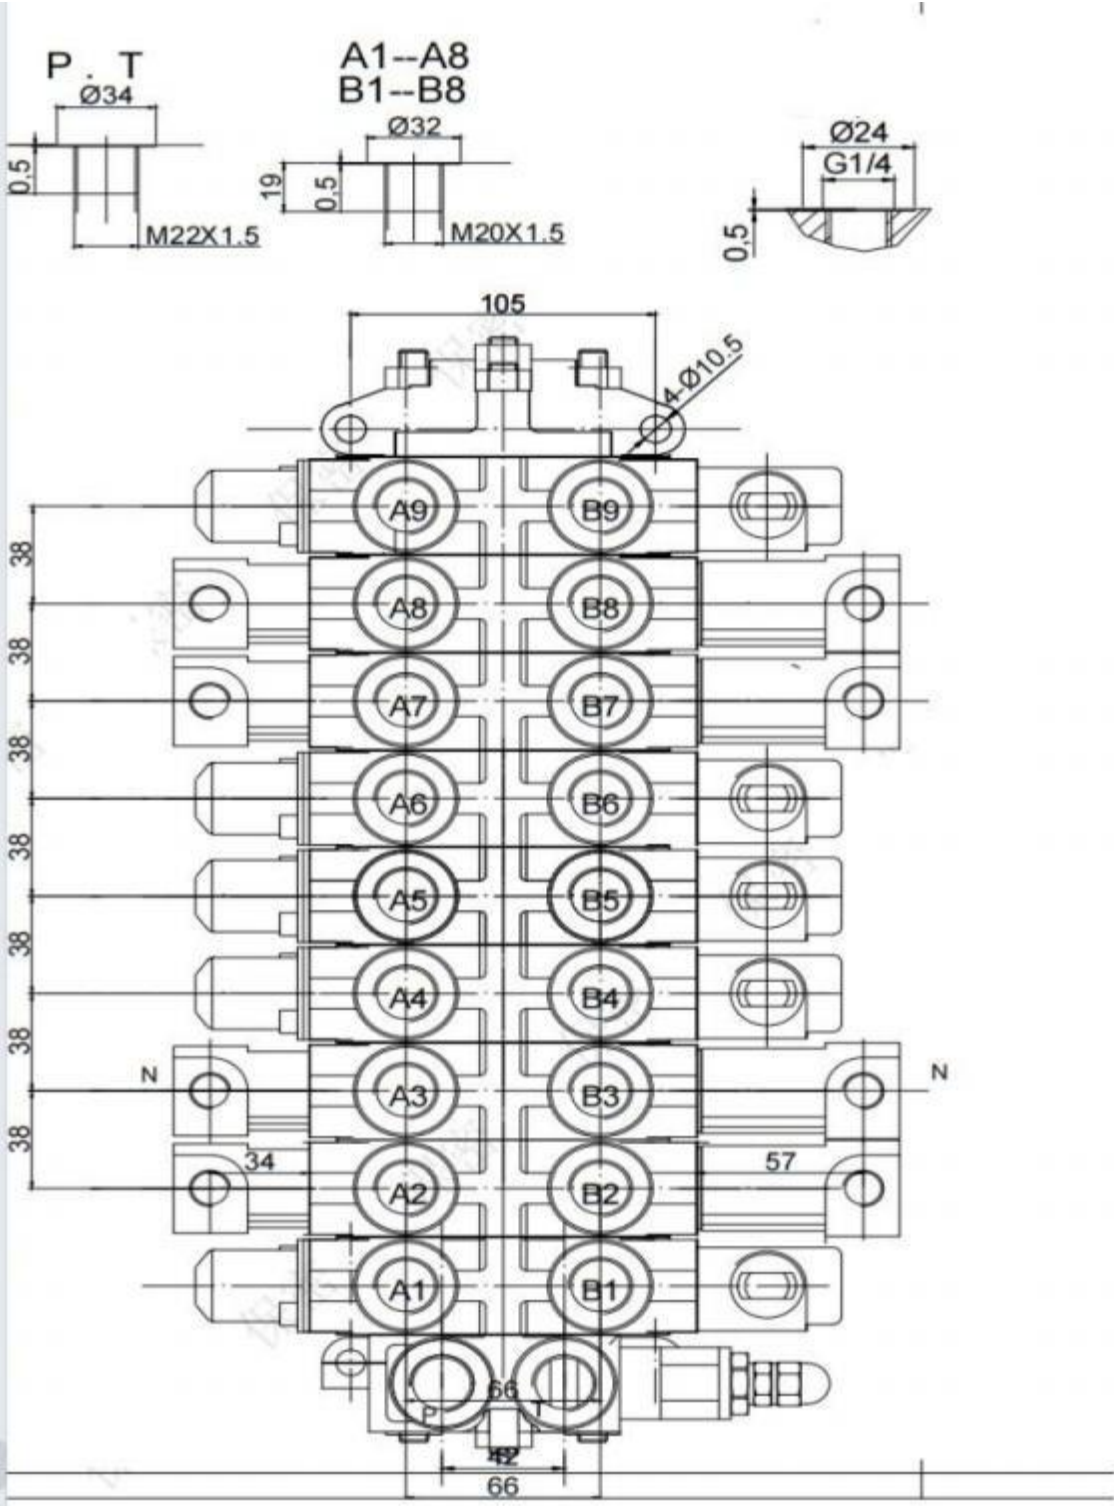 P . T
Ø34
0,5
M22X1.5
A1--A8
B1--B8
Ø32
19
0,5
M20X1.5
Ø24
G1/4
0,5
105
4-Ø10.5
A9 B9
38
A8 B8
38
A7 B7
38
A6 B6
38
A5 B5
38
A4 B4
38
N A3 B3 N
38
34 57
A2 B2
A1 B1
66
P T
42
66